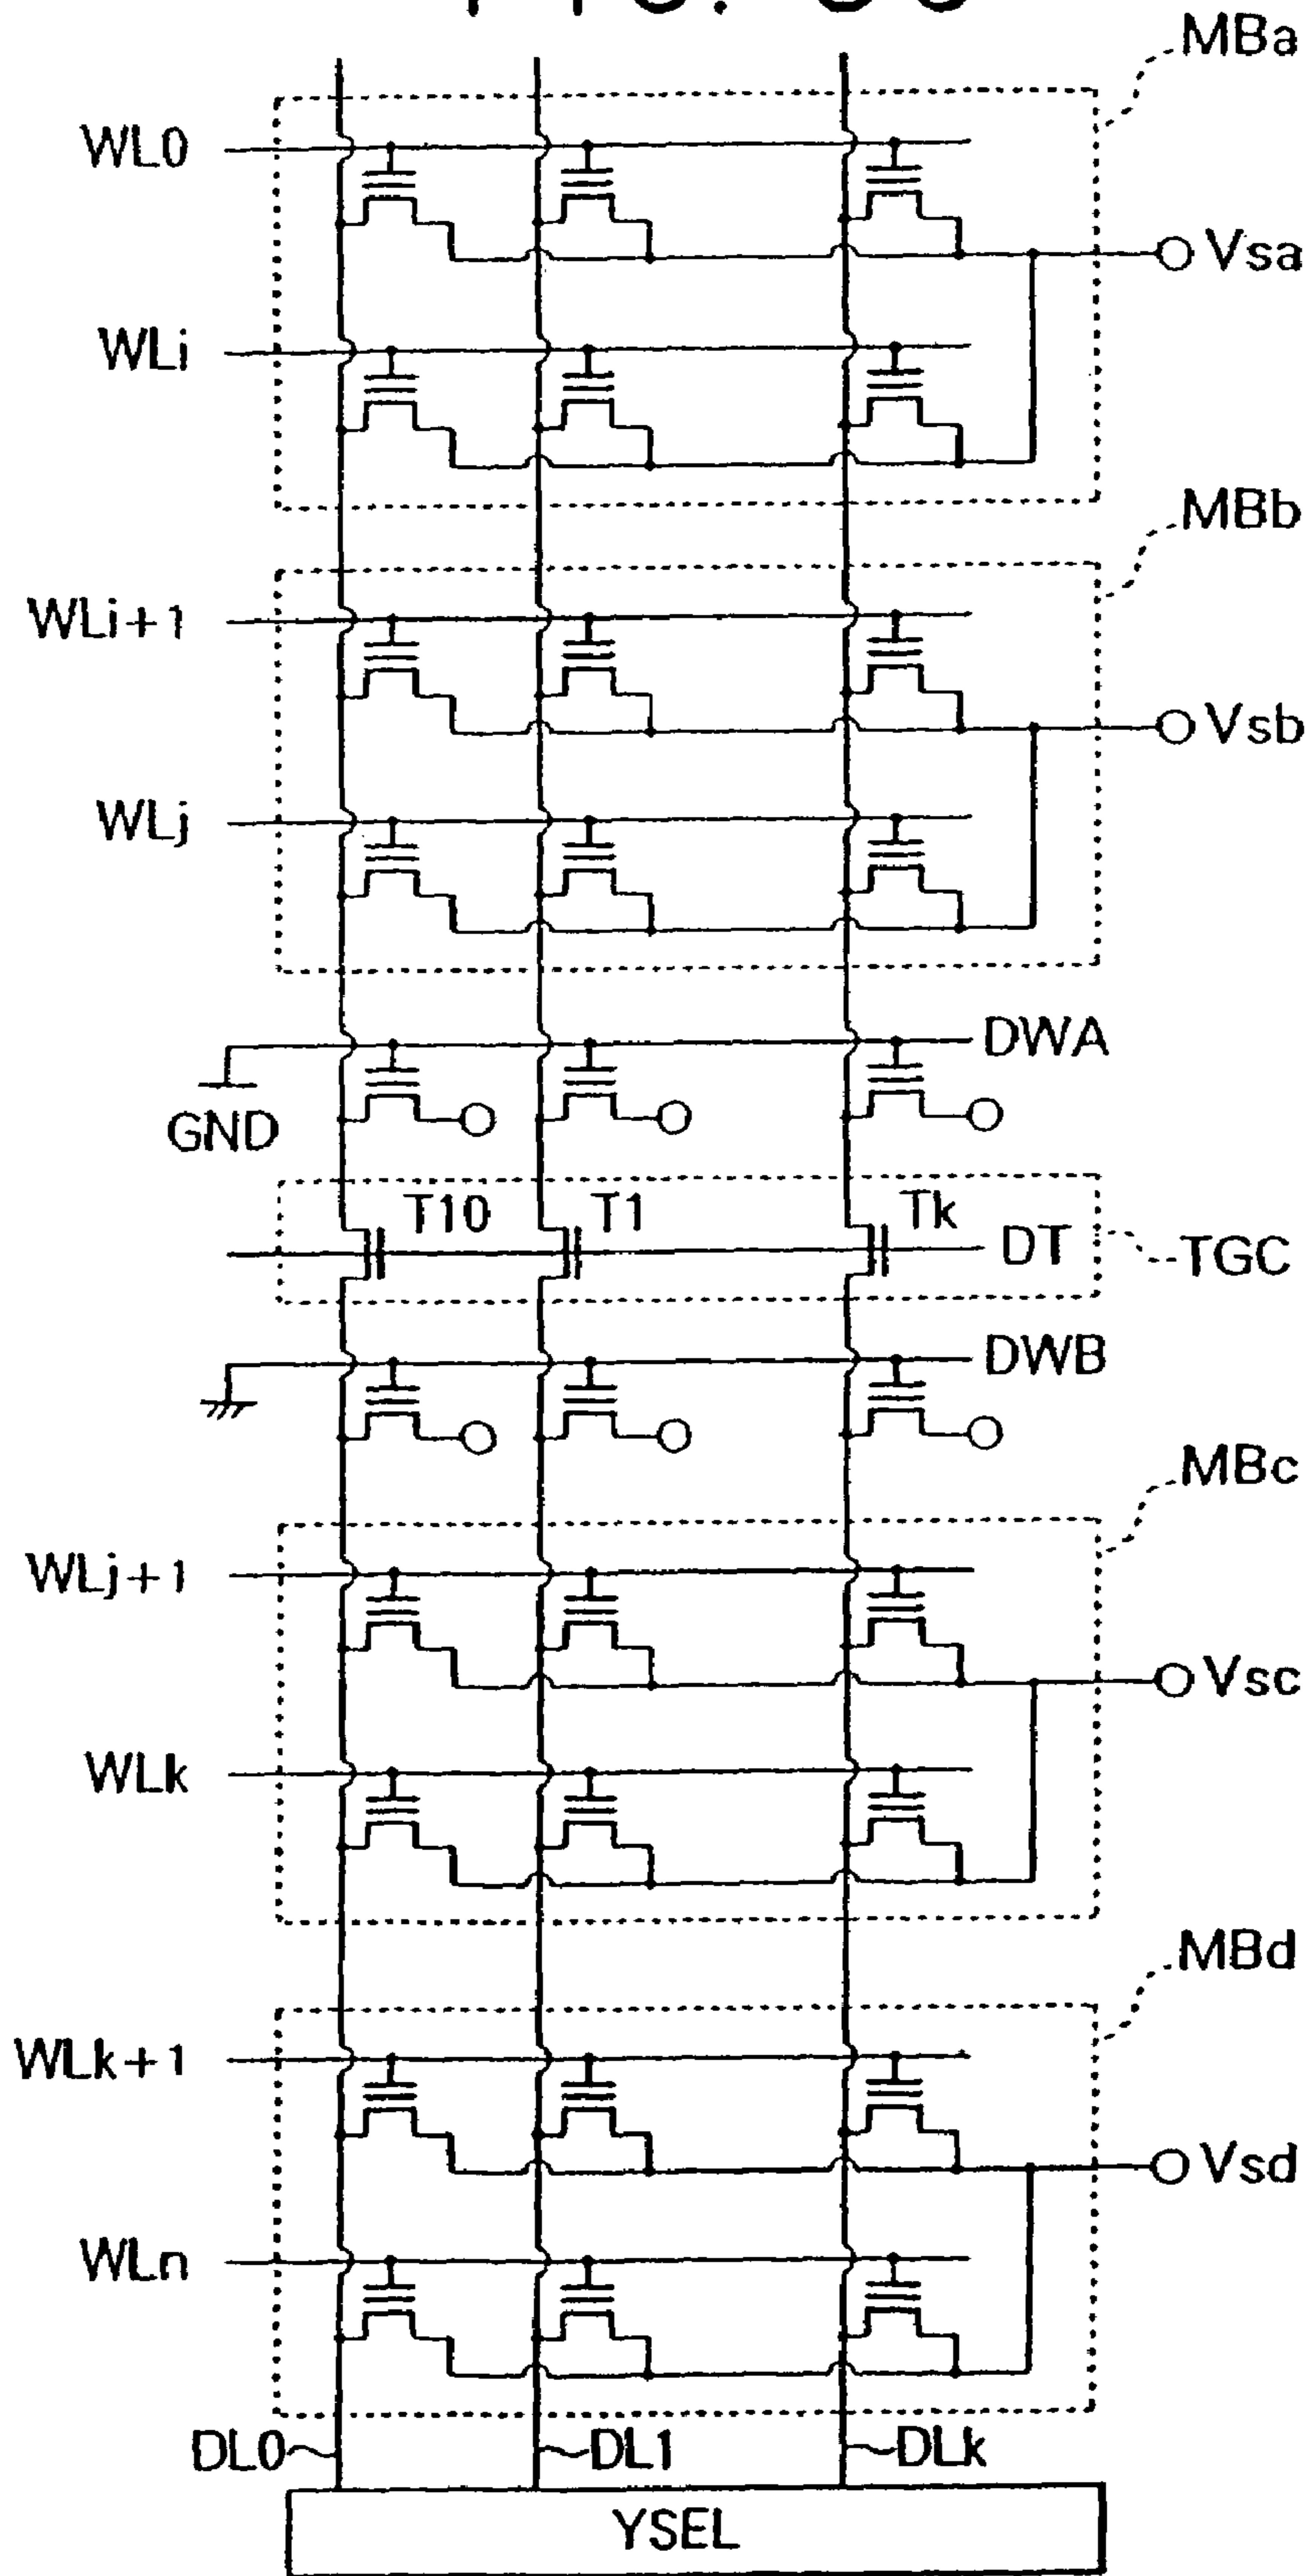 MBa
WL0
Vsa
WLi
MBb
WLi+1
Vsb
WLj
DWA
GND
T10 T1 Tk
DT
TGC
DWB
MBc
WLj+1
Vsc
WLk
MBd
WLk+1
Vsd
WLn
DL0 DL1 DLk
YSEL